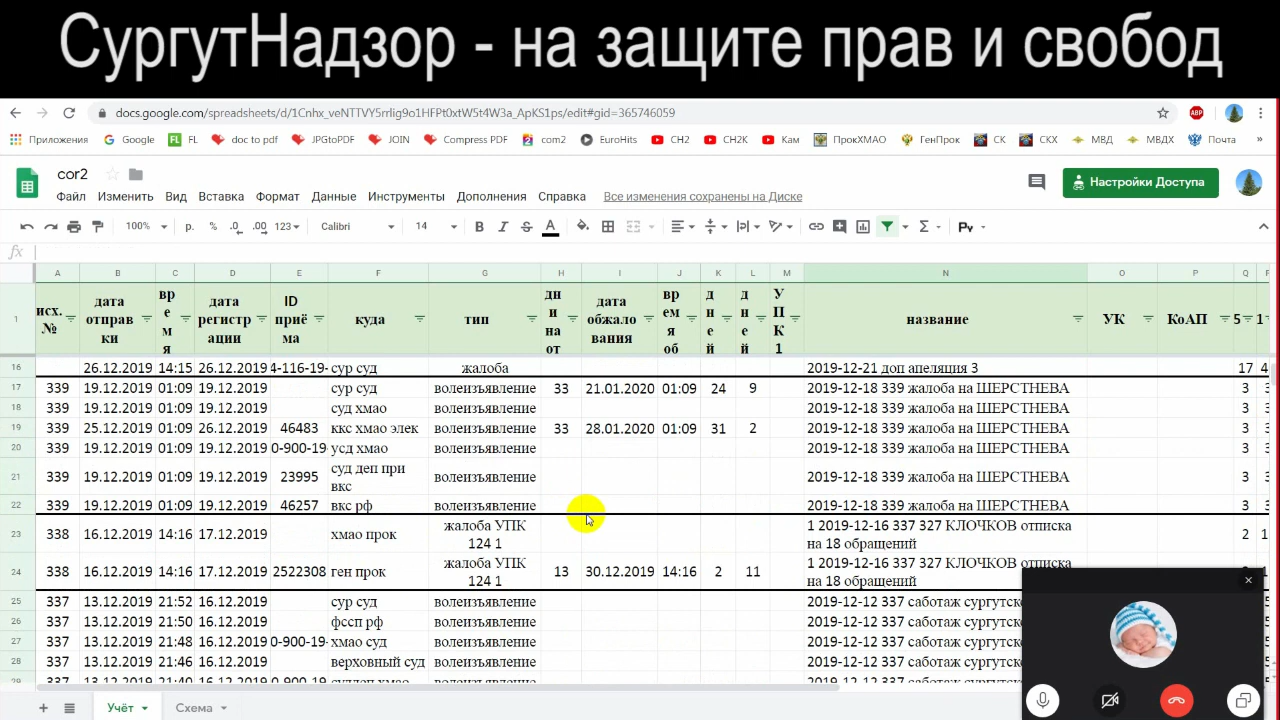 СургутНадзор - на защите прав и свобод
docs.google.com/spreadsheets/d/1Cnhx_veNTTVY5rrlig9o1HFPt0xtW5t4W3a_ApKS1ps/edit#gid=365746059
ABP
Приложения Google FL FL doc to pdf JPGtoPDF JOIN Compress PDF com2 EuroHits CH2 CH2K Кам ПрокХМАО ГенПрок СК СКХ МВД МВДХ Почта »
cor2
Настройки Доступа
Файл Изменить Вид Вставка Формат Данные Инструменты Дополнения Справка Все изменения сохранены на Диске
100% р. % .0 .00 123 Calibri 14 B I S A Σ Ру
fx
A B C D E F G H I J K L M N O P Q
1 исх. № дата отправки время дата регистрации ID приёма куда тип дни на от дата обжалования время об дней дней УПК1 название УК КоАП 5 1
16 26.12.2019 14:15 26.12.2019 4-116-19- сур суд жалоба 2019-12-21 доп апеляция 3 17 4
17 339 19.12.2019 01:09 19.12.2019 сур суд волеизъявление 33 21.01.2020 01:09 24 9 2019-12-18 339 жалоба на ШЕРСТНЕВА 3
18 339 19.12.2019 01:09 19.12.2019 суд хмао волеизъявление 2019-12-18 339 жалоба на ШЕРСТНЕВА 3
19 339 25.12.2019 01:09 26.12.2019 46483 ккс хмао элек волеизъявление 33 28.01.2020 01:09 31 2 2019-12-18 339 жалоба на ШЕРСТНЕВА 3
20 339 19.12.2019 01:09 19.12.2019 0-900-19- усд хмао волеизъявление 2019-12-18 339 жалоба на ШЕРСТНЕВА 3
21 339 19.12.2019 01:09 19.12.2019 23995 суд деп при вкс волеизъявление 2019-12-18 339 жалоба на ШЕРСТНЕВА 3
22 339 19.12.2019 01:09 19.12.2019 46257 вкс рф волеизъявление 2019-12-18 339 жалоба на ШЕРСТНЕВА 3
23 338 16.12.2019 14:16 17.12.2019 хмао прок жалоба УПК 124 1 1 2019-12-16 337 327 КЛОЧКОВ отписка на 18 обращений 2 1
24 338 16.12.2019 14:16 17.12.2019 2522308 ген прок жалоба УПК 124 1 13 30.12.2019 14:16 2 11 1 2019-12-16 337 327 КЛОЧКОВ отписка на 18 обращений
25 337 13.12.2019 21:52 16.12.2019 сур суд волеизъявление 2019-12-12 337 саботаж сургутск
26 337 13.12.2019 21:50 16.12.2019 фссп рф волеизъявление 2019-12-12 337 саботаж сургутск
27 337 13.12.2019 21:48 16.12.2019 0-900-19- хмао суд волеизъявление 2019-12-12 337 саботаж сургутск
28 337 13.12.2019 21:46 16.12.2019 верховный суд волеизъявление 2019-12-12 337 саботаж сургутск
Учёт Схема